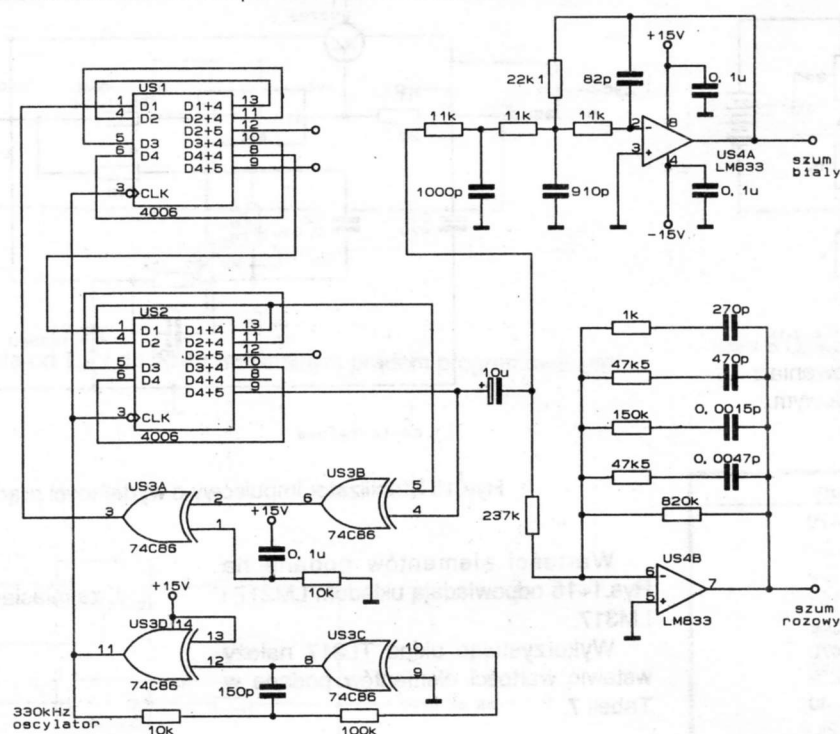 US1
1
4
5
6
3
D1
D2
D3
D4
CLK
D1+4
D2+4
D2+5
D3+4
D4+4
D4+5
13
11
12
10
8
9
4006
US2
1
4
5
6
3
D1
D2
D3
D4
CLK
D1+4
D2+4
D2+5
D3+4
D4+4
D4+5
13
11
12
10
8
9
4006
22k1
82p
+15V
0,1u
11k
11k
11k
2
3
8
4
US4A
LM833
szum
bialy
1000p
910p
0,1u
-15V
10u
+
1k
270p
47k5
470p
150k
0,0015p
47k5
0,0047p
820k
237k
6
5
7
US4B
LM833
szum
rozowy
US3A
3
2
1
74C86
US3B
6
5
4
74C86
+15V
0,1u
10k
+15V
US3D
14
13
11
12
74C86
US3C
8
10
9
74C86
150p
330kHz
oscylator
10k
100k